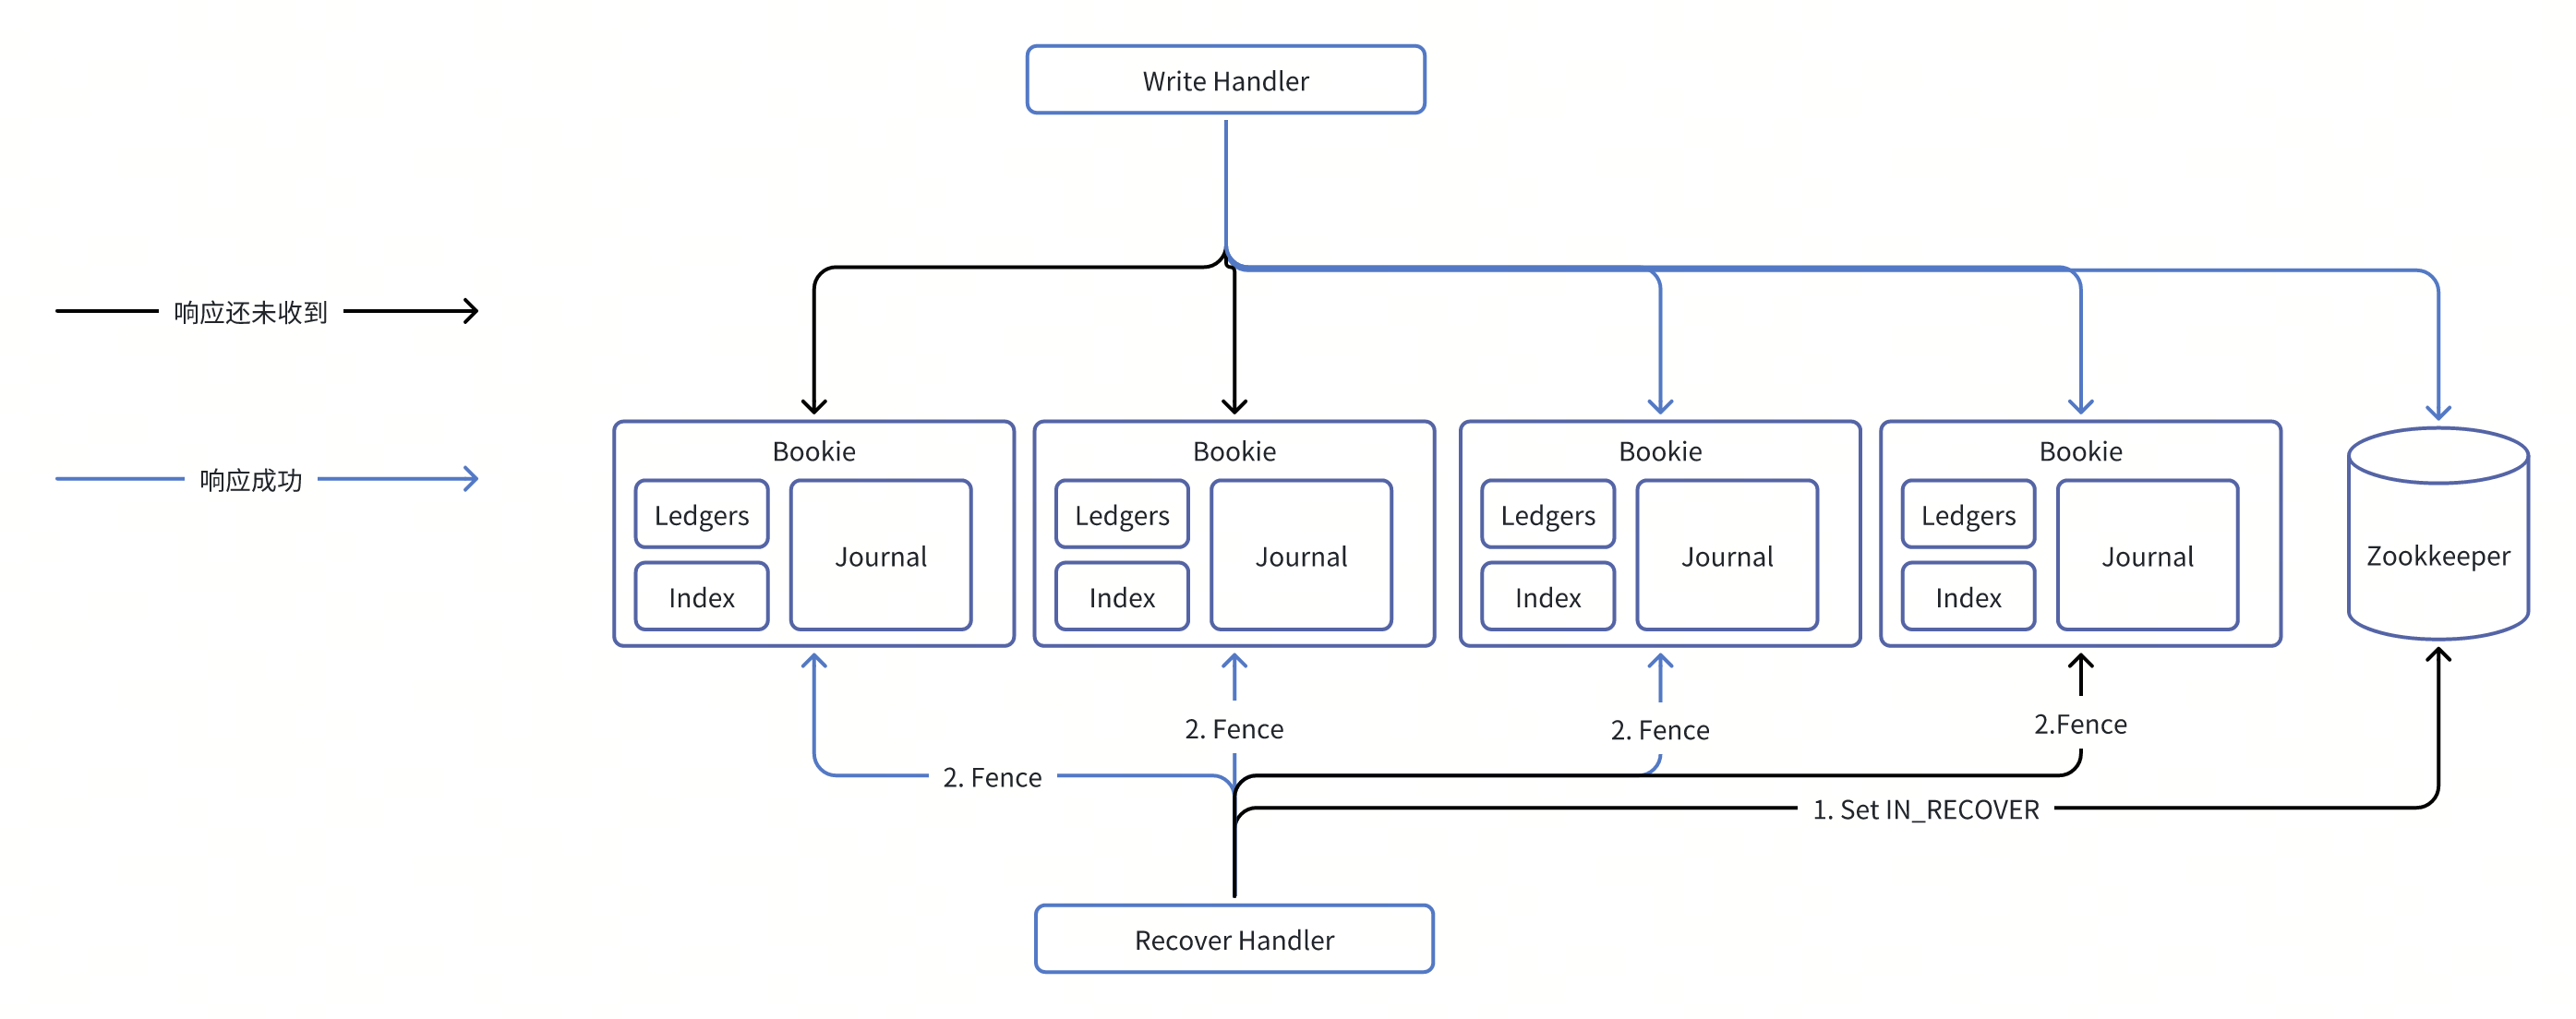 Write Handler
响应还未收到
响应成功
Bookie
Ledgers
Index
Journal
Bookie
Ledgers
Index
Journal
Bookie
Ledgers
Index
Journal
Bookie
Ledgers
Index
Journal
Zookkeeper
2. Fence
2. Fence
2. Fence
2.Fence
1. Set IN_RECOVER
Recover Handler